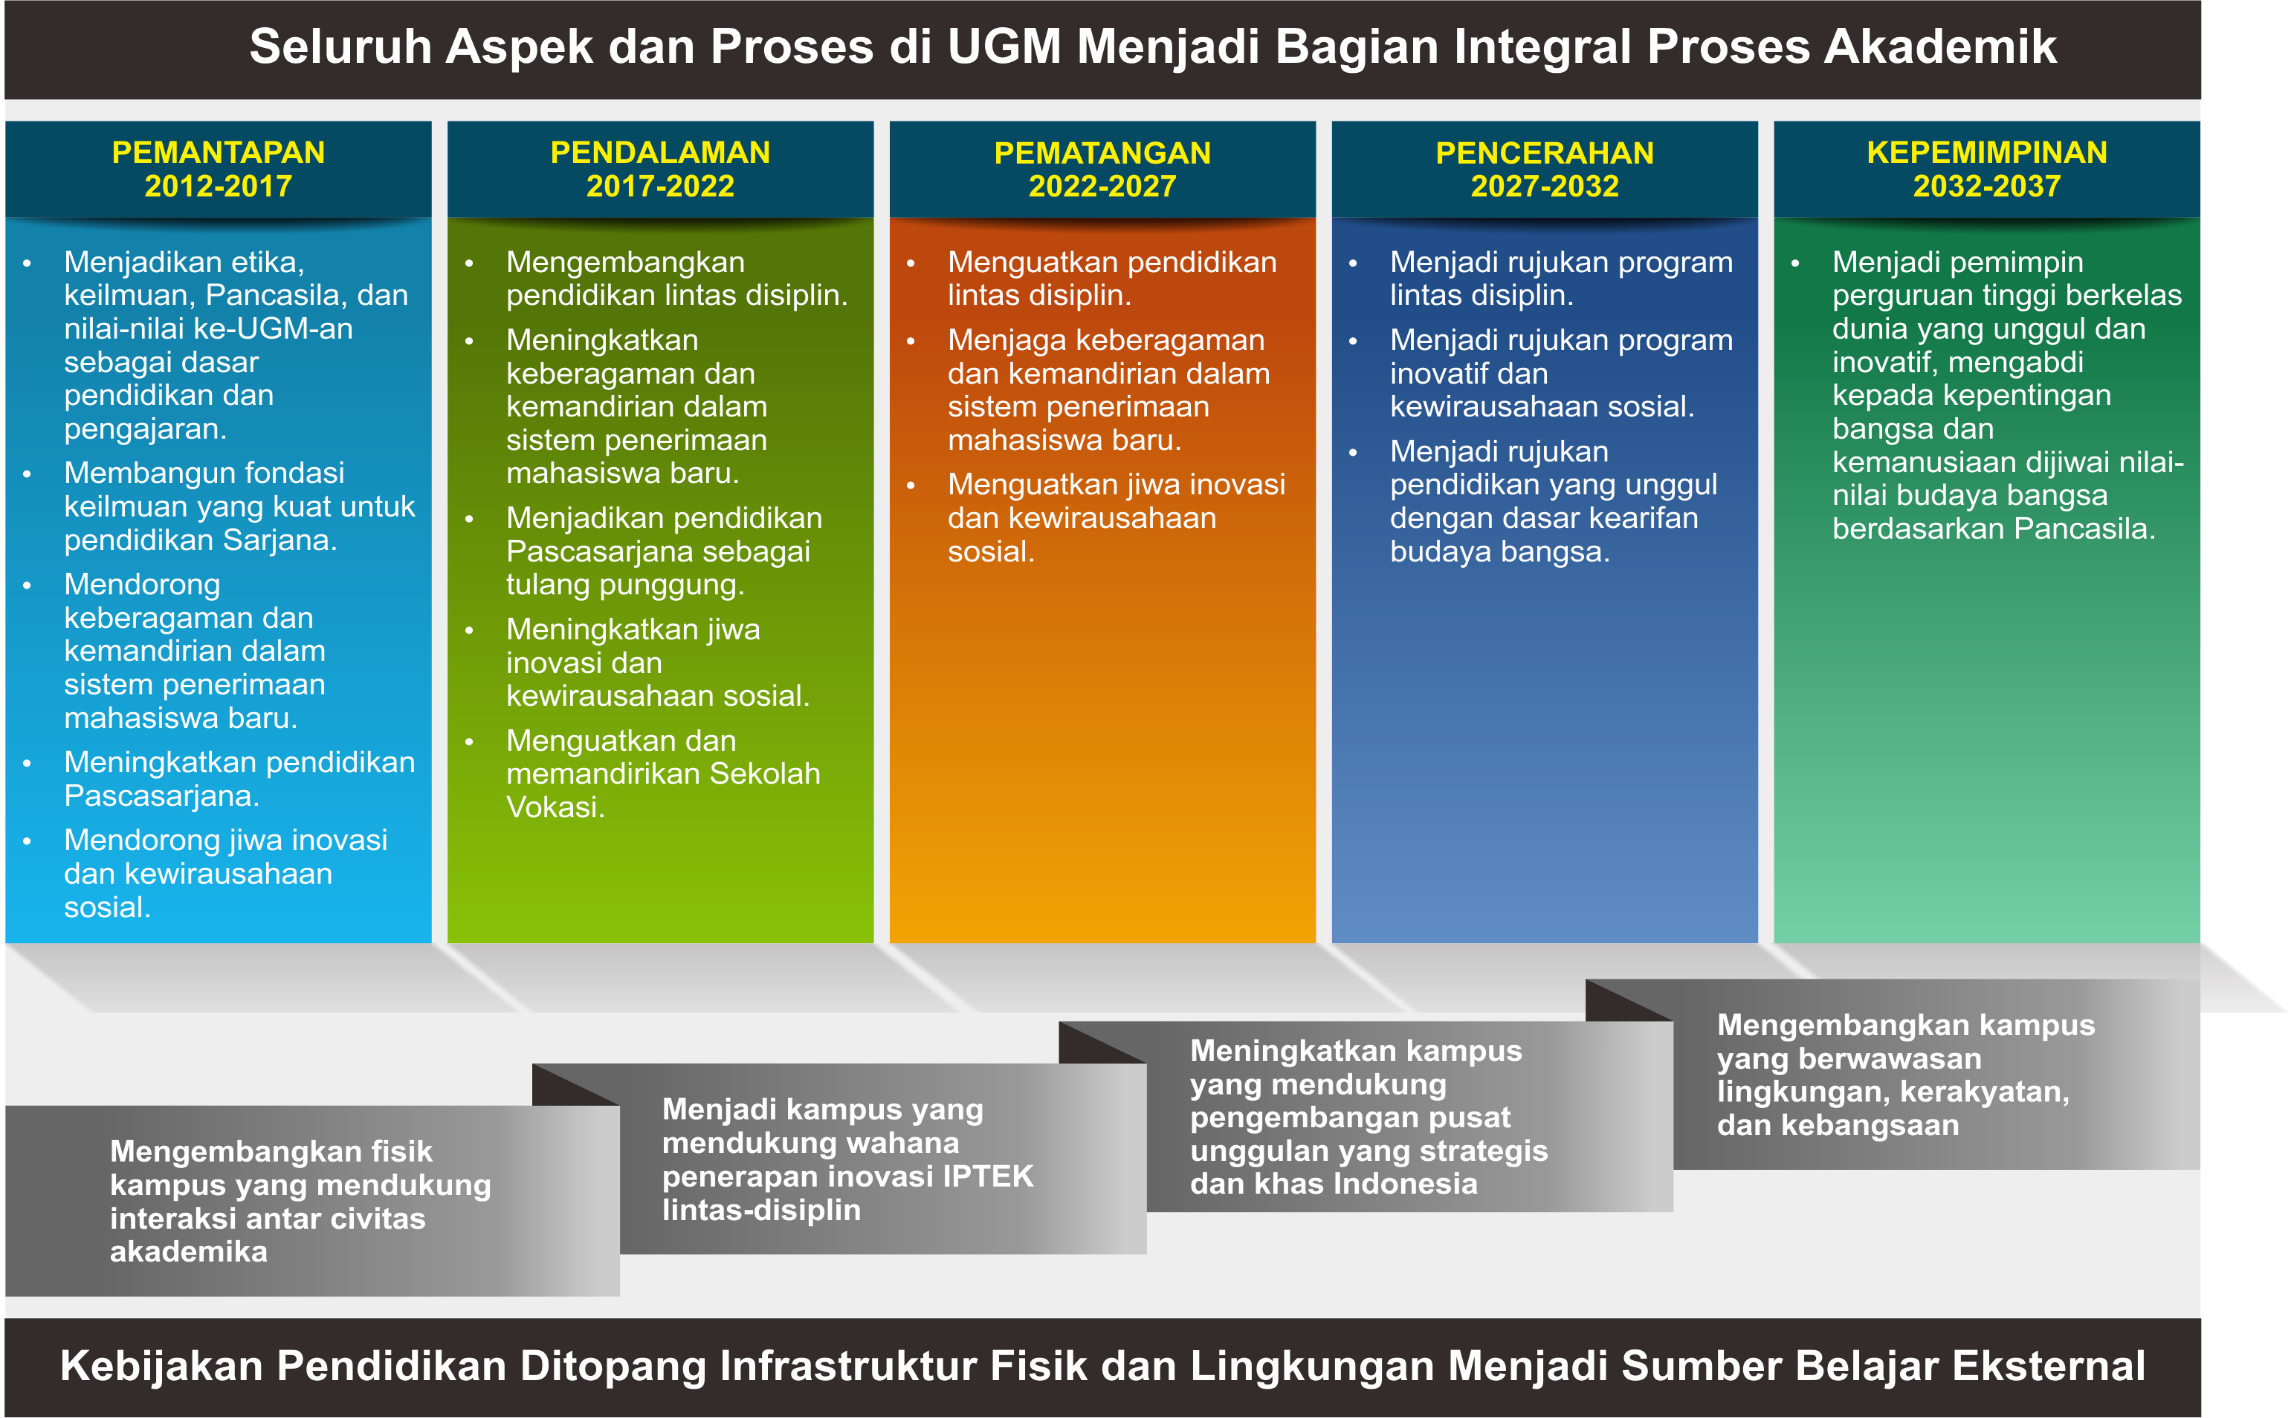 Seluruh Aspek dan Proses di UGM Menjadi Bagian Integral Proses Akademik
PEMANTAPAN
2012-2017
• Menjadikan etika,
keilmuan, Pancasila, dan
nilai-nilai ke-UGM-an
sebagai dasar
pendidikan dan
pengajaran.
• Membangun fondasi
keilmuan yang kuat untuk
pendidikan Sarjana.
• Mendorong
keberagaman dan
kemandirian dalam
sistem penerimaan
mahasiswa baru.
• Meningkatkan pendidikan
Pascasarjana.
• Mendorong jiwa inovasi
dan kewirausahaan
sosial.
PENDALAMAN
2017-2022
• Mengembangkan
pendidikan lintas disiplin.
• Meningkatkan
keberagaman dan
kemandirian dalam
sistem penerimaan
mahasiswa baru.
• Menjadikan pendidikan
Pascasarjana sebagai
tulang punggung.
• Meningkatkan jiwa
inovasi dan
kewirausahaan sosial.
• Menguatkan dan
memandirikan Sekolah
Vokasi.
PEMATANGAN
2022-2027
• Menguatkan pendidikan
lintas disiplin.
• Menjaga keberagaman
dan kemandirian dalam
sistem penerimaan
mahasiswa baru.
• Menguatkan jiwa inovasi
dan kewirausahaan
sosial.
PENCERAHAN
2027-2032
• Menjadi rujukan program
lintas disiplin.
• Menjadi rujukan program
inovatif dan
kewirausahaan sosial.
• Menjadi rujukan
pendidikan yang unggul
dengan dasar kearifan
budaya bangsa.
KEPEMIMPINAN
2032-2037
• Menjadi pemimpin
perguruan tinggi berkelas
dunia yang unggul dan
inovatif, mengabdi
kepada kepentingan
bangsa dan
kemanusiaan dijiwai nilai-
nilai budaya bangsa
berdasarkan Pancasila.
Mengembangkan fisik
kampus yang mendukung
interaksi antar civitas
akademika
Menjadi kampus yang
mendukung wahana
penerapan inovasi IPTEK
lintas-disiplin
Meningkatkan kampus
yang mendukung
pengembangan pusat
unggulan yang strategis
dan khas Indonesia
Mengembangkan kampus
yang berwawasan
lingkungan, kerakyatan,
dan kebangsaan
Kebijakan Pendidikan Ditopang Infrastruktur Fisik dan Lingkungan Menjadi Sumber Belajar Eksternal